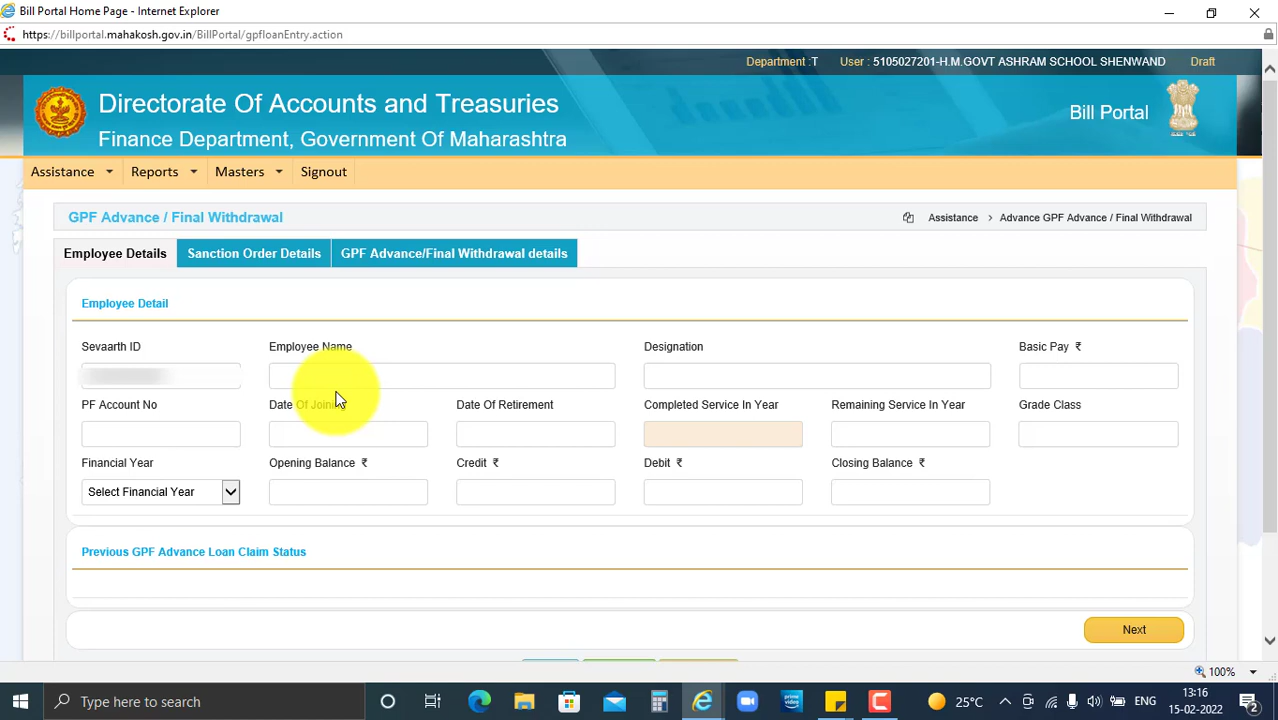 Bill Portal Home Page - Internet Explorer
https://billportal.mahakosh.gov.in/BillPortal/gpfloanEntry.action
Department :T User : 5105027201-H.M.GOVT ASHRAM SCHOOL SHENWAND Draft
Directorate Of Accounts and Treasuries
Finance Department, Government Of Maharashtra
Bill Portal
Assistance Reports Masters Signout
GPF Advance / Final Withdrawal
Assistance > Advance GPF Advance / Final Withdrawal
Employee Details Sanction Order Details GPF Advance/Final Withdrawal details
Employee Detail
Sevaarth ID Employee Name Designation Basic Pay ₹
PF Account No Date Of Joining Date Of Retirement Completed Service In Year Remaining Service In Year Grade Class
Financial Year Opening Balance ₹ Credit ₹ Debit ₹ Closing Balance ₹
Select Financial Year
Previous GPF Advance Loan Claim Status
Next
100%
Type here to search
25°C ENG 13:16
15-02-2022
2